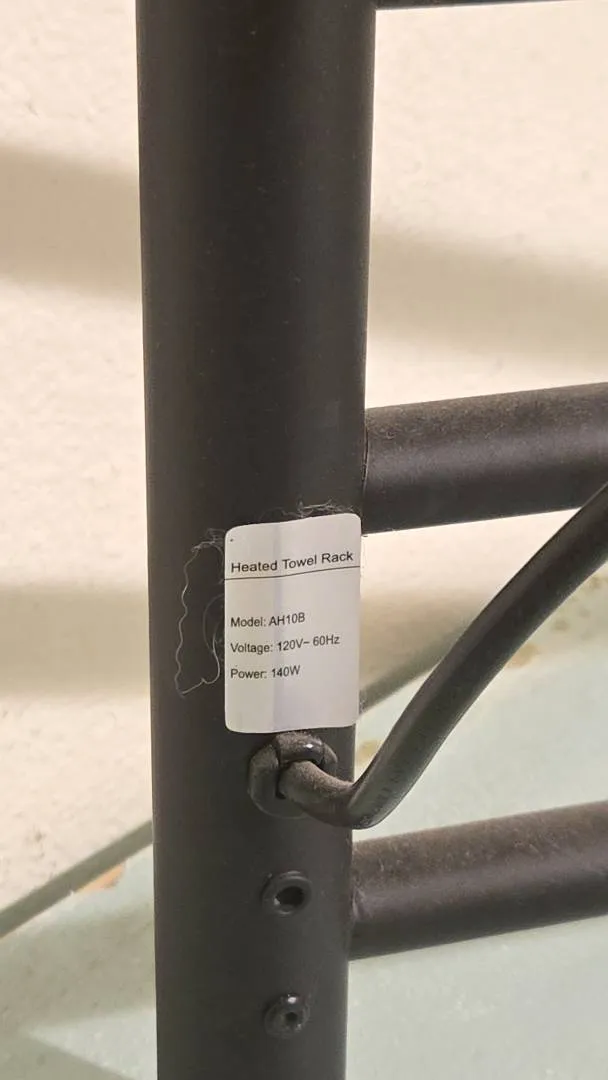 Heated Towel Rack
Model: AH10B
Voltage: 120V~ 60Hz
Power: 140W